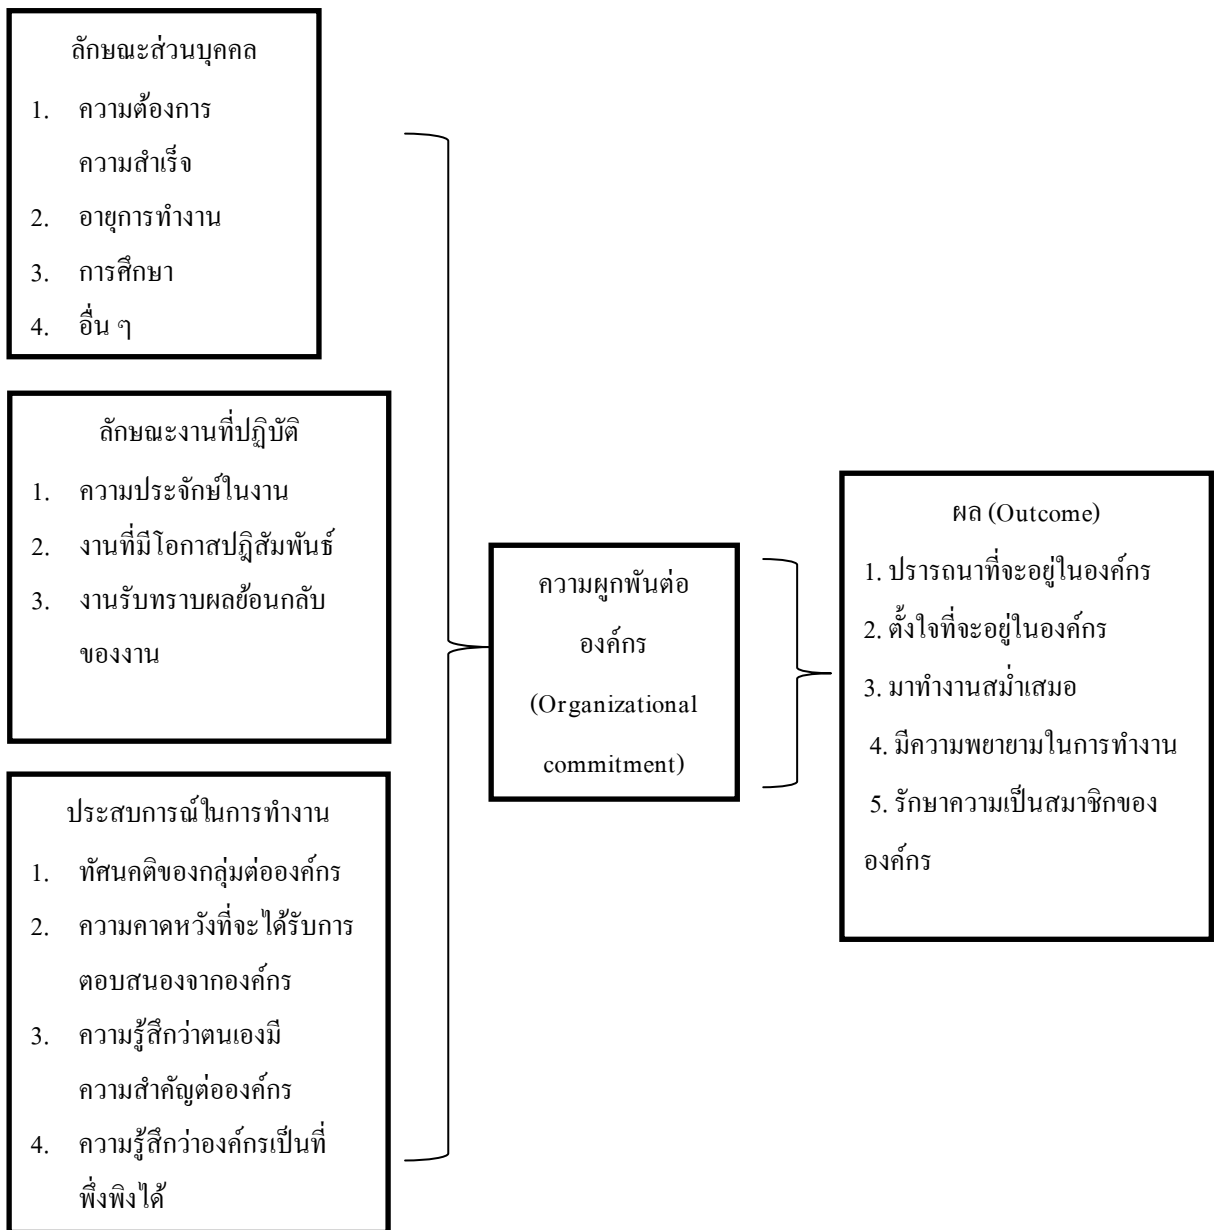 ลักษณะส่วนบุคคล
1. ความต้องการ
ความสำเร็จ
2. อายุการทำงาน
3. การศึกษา
4. อื่น ๆ
ลักษณะงานที่ปฏิบัติ
1. ความประจักษ์ในงาน
2. งานที่มีโอกาสปฎิสัมพันธ์
3. งานรับทราบผลย้อนกลับ
ของงาน
ประสบการณ์ในการทำงาน
1. ทัศนคติของกลุ่มต่อองค์กร
2. ความคาดหวังที่จะได้รับการ
ตอบสนองจากองค์กร
3. ความรู้สึกว่าตนเองมี
ความสำคัญต่อองค์กร
4. ความรู้สึกว่าองค์กรเป็นที่
พึ่งพิงได้
ความผูกพันต่อ
องค์กร
(Organizational
commitment)
ผล (Outcome)
1. ปรารถนาที่จะอยู่ในองค์กร
2. ตั้งใจที่จะอยู่ในองค์กร
3. มาทำงานสม่ำเสมอ
4. มีความพยายามในการทำงาน
5. รักษาความเป็นสมาชิกของ
องค์กร